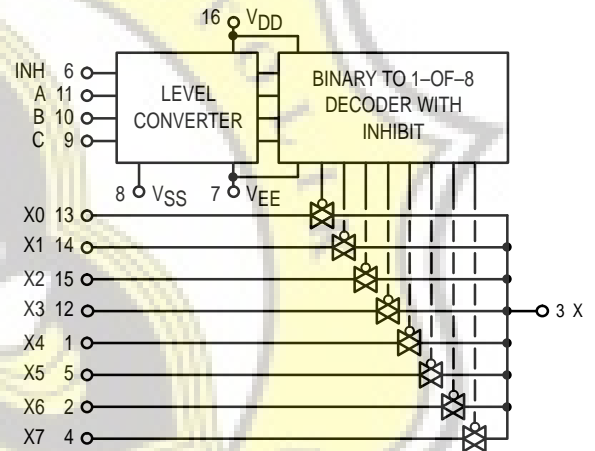 16 VDD
INH 6
A 11
B 10
C 9
LEVEL
CONVERTER
BINARY TO 1–OF–8
DECODER WITH
INHIBIT
8 VSS
7 VEE
X0 13
X1 14
X2 15
X3 12
X4 1
X5 5
X6 2
X7 4
3 X